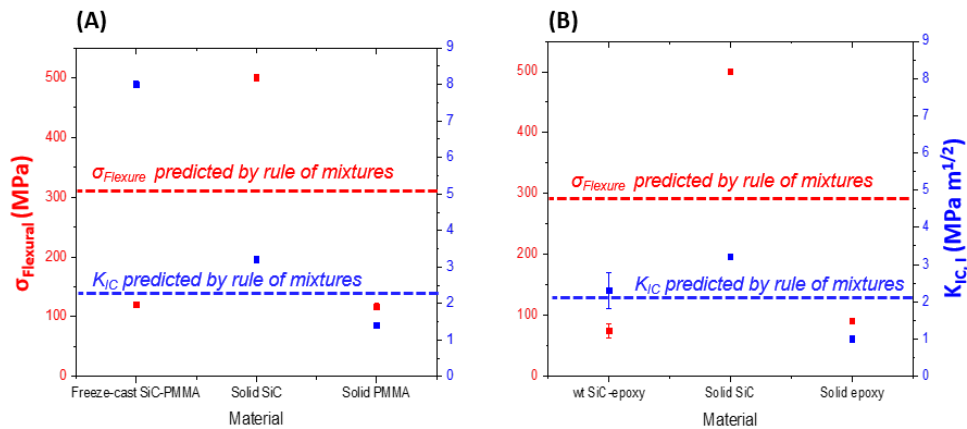 (A)
σFlexural (MPa)
500
400
300
200
100
0
σFlexure predicted by rule of mixtures
KIC predicted by rule of mixtures
9
8
7
6
5
4
3
2
1
0
Freeze-cast SiC-PMMA Solid SiC Solid PMMA
Material
(B)
500
400
300
200
100
0
σFlexure predicted by rule of mixtures
KIC predicted by rule of mixtures
9
8
7
6
5
4
3
2
1
0
KIC, I (MPa m1/2)
wt SiC-epoxy Solid SiC Solid epoxy
Material